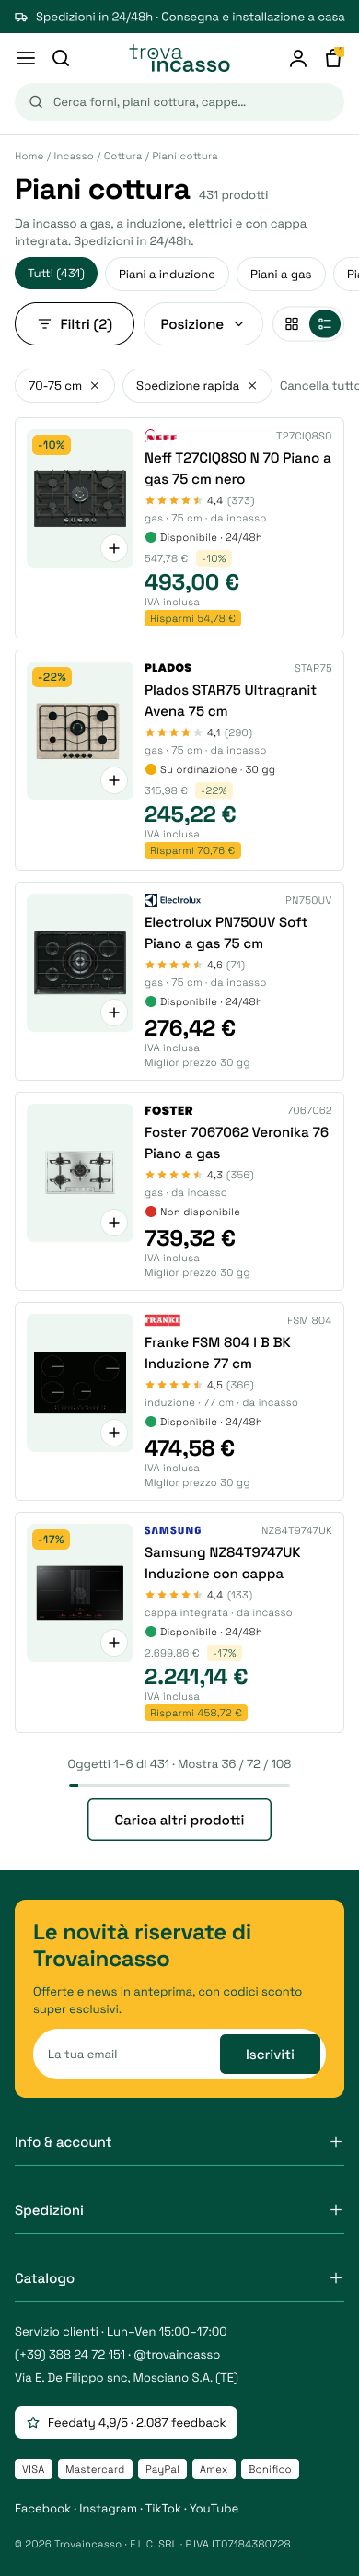 Spedizioni in 24/48h · Consegna e installazione a casa
trova
incasso
1
Cerca forni, piani cottura, cappe...
Home / Incasso / Cottura / Piani cottura
Piani cottura 431 prodotti
Da incasso a gas, a induzione, elettrici e con cappa
integrata. Spedizioni in 24/48h.
Tutti (431)
Piani a induzione
Piani a gas
Filtri (2)
Posizione
70-75 cm
Spedizione rapida
Cancella tutto
-10%
neff
T27CIQ8S0
Neff T27CIQ8SO N 70 Piano a
gas 75 cm nero
4,4 (373)
gas · 75 cm · da incasso
Disponibile · 24/48h
547,78 € -10%
493,00 €
IVA inclusa
Risparmi 54,78 €
-22%
PLADOS
STAR75
Plados STAR75 Ultragranit
Avena 75 cm
4,1 (290)
gas · 75 cm · da incasso
Su ordinazione · 30 gg
315,98 € -22%
245,22 €
IVA inclusa
Risparmi 70,76 €
Electrolux
PN750UV
Electrolux PN750UV Soft
Piano a gas 75 cm
4,6 (71)
gas · 75 cm · da incasso
Disponibile · 24/48h
276,42 €
IVA inclusa
Miglior prezzo 30 gg
FOSTER
7067062
Foster 7067062 Veronika 76
Piano a gas
4,3 (356)
gas · da incasso
Non disponibile
739,32 €
IVA inclusa
Miglior prezzo 30 gg
FRANKE
FSM 804
Franke FSM 804 I B BK
Induzione 77 cm
4,5 (366)
induzione · 77 cm · da incasso
Disponibile · 24/48h
474,58 €
IVA inclusa
Miglior prezzo 30 gg
-17%
SAMSUNG
NZ84T9747UK
Samsung NZ84T9747UK
Induzione con cappa
4,4 (133)
cappa integrata · da incasso
Disponibile · 24/48h
2.699,86 € -17%
2.241,14 €
IVA inclusa
Risparmi 458,72 €
Oggetti 1–6 di 431 · Mostra 36 / 72 / 108
Carica altri prodotti
Le novità riservate di
Trovaincasso
Offerte e news in anteprima, con codici sconto
super esclusivi.
La tua email
Iscriviti
Info & account
Spedizioni
Catalogo
Servizio clienti · Lun–Ven 15:00–17:00
(+39) 388 24 72 151 · @trovaincasso
Via E. De Filippo snc, Mosciano S.A. (TE)
Feedaty 4,9/5 · 2.087 feedback
VISA
Mastercard
PayPal
Amex
Bonifico
Facebook · Instagram · TikTok · YouTube
© 2026 Trovaincasso · F.L.C. SRL · P.IVA IT07184380728